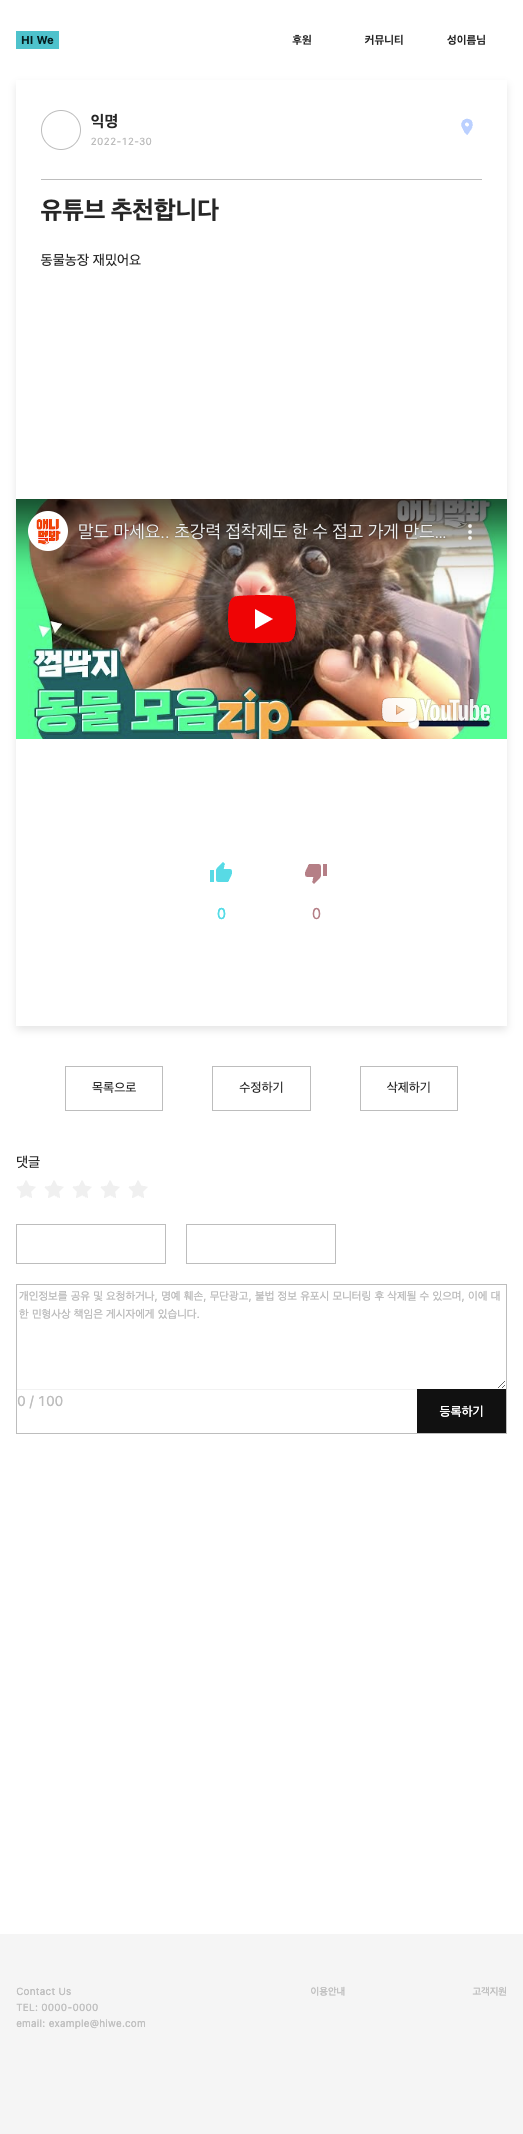 HI We
후원
커뮤니티
성이름님
익명
2022-12-30
유튜브 추천합니다
동물농장 재밌어요
애니멀봐
애니멀봐
말도 마세요.. 초강력 접착제도 한 수 접고 가게 만드...
껌딱지
동물 모음zip
YouTube
0
0
목록으로
수정하기
삭제하기
댓글
개인정보를 공유 및 요청하거나, 명예 훼손, 무단광고, 불법 정보 유포시 모니터링 후 삭제될 수 있으며, 이에 대
한 민형사상 책임은 게시자에게 있습니다.
0 / 100
등록하기
Contact Us
TEL: 0000-0000
email: example@hiwe.com
이용안내
고객지원